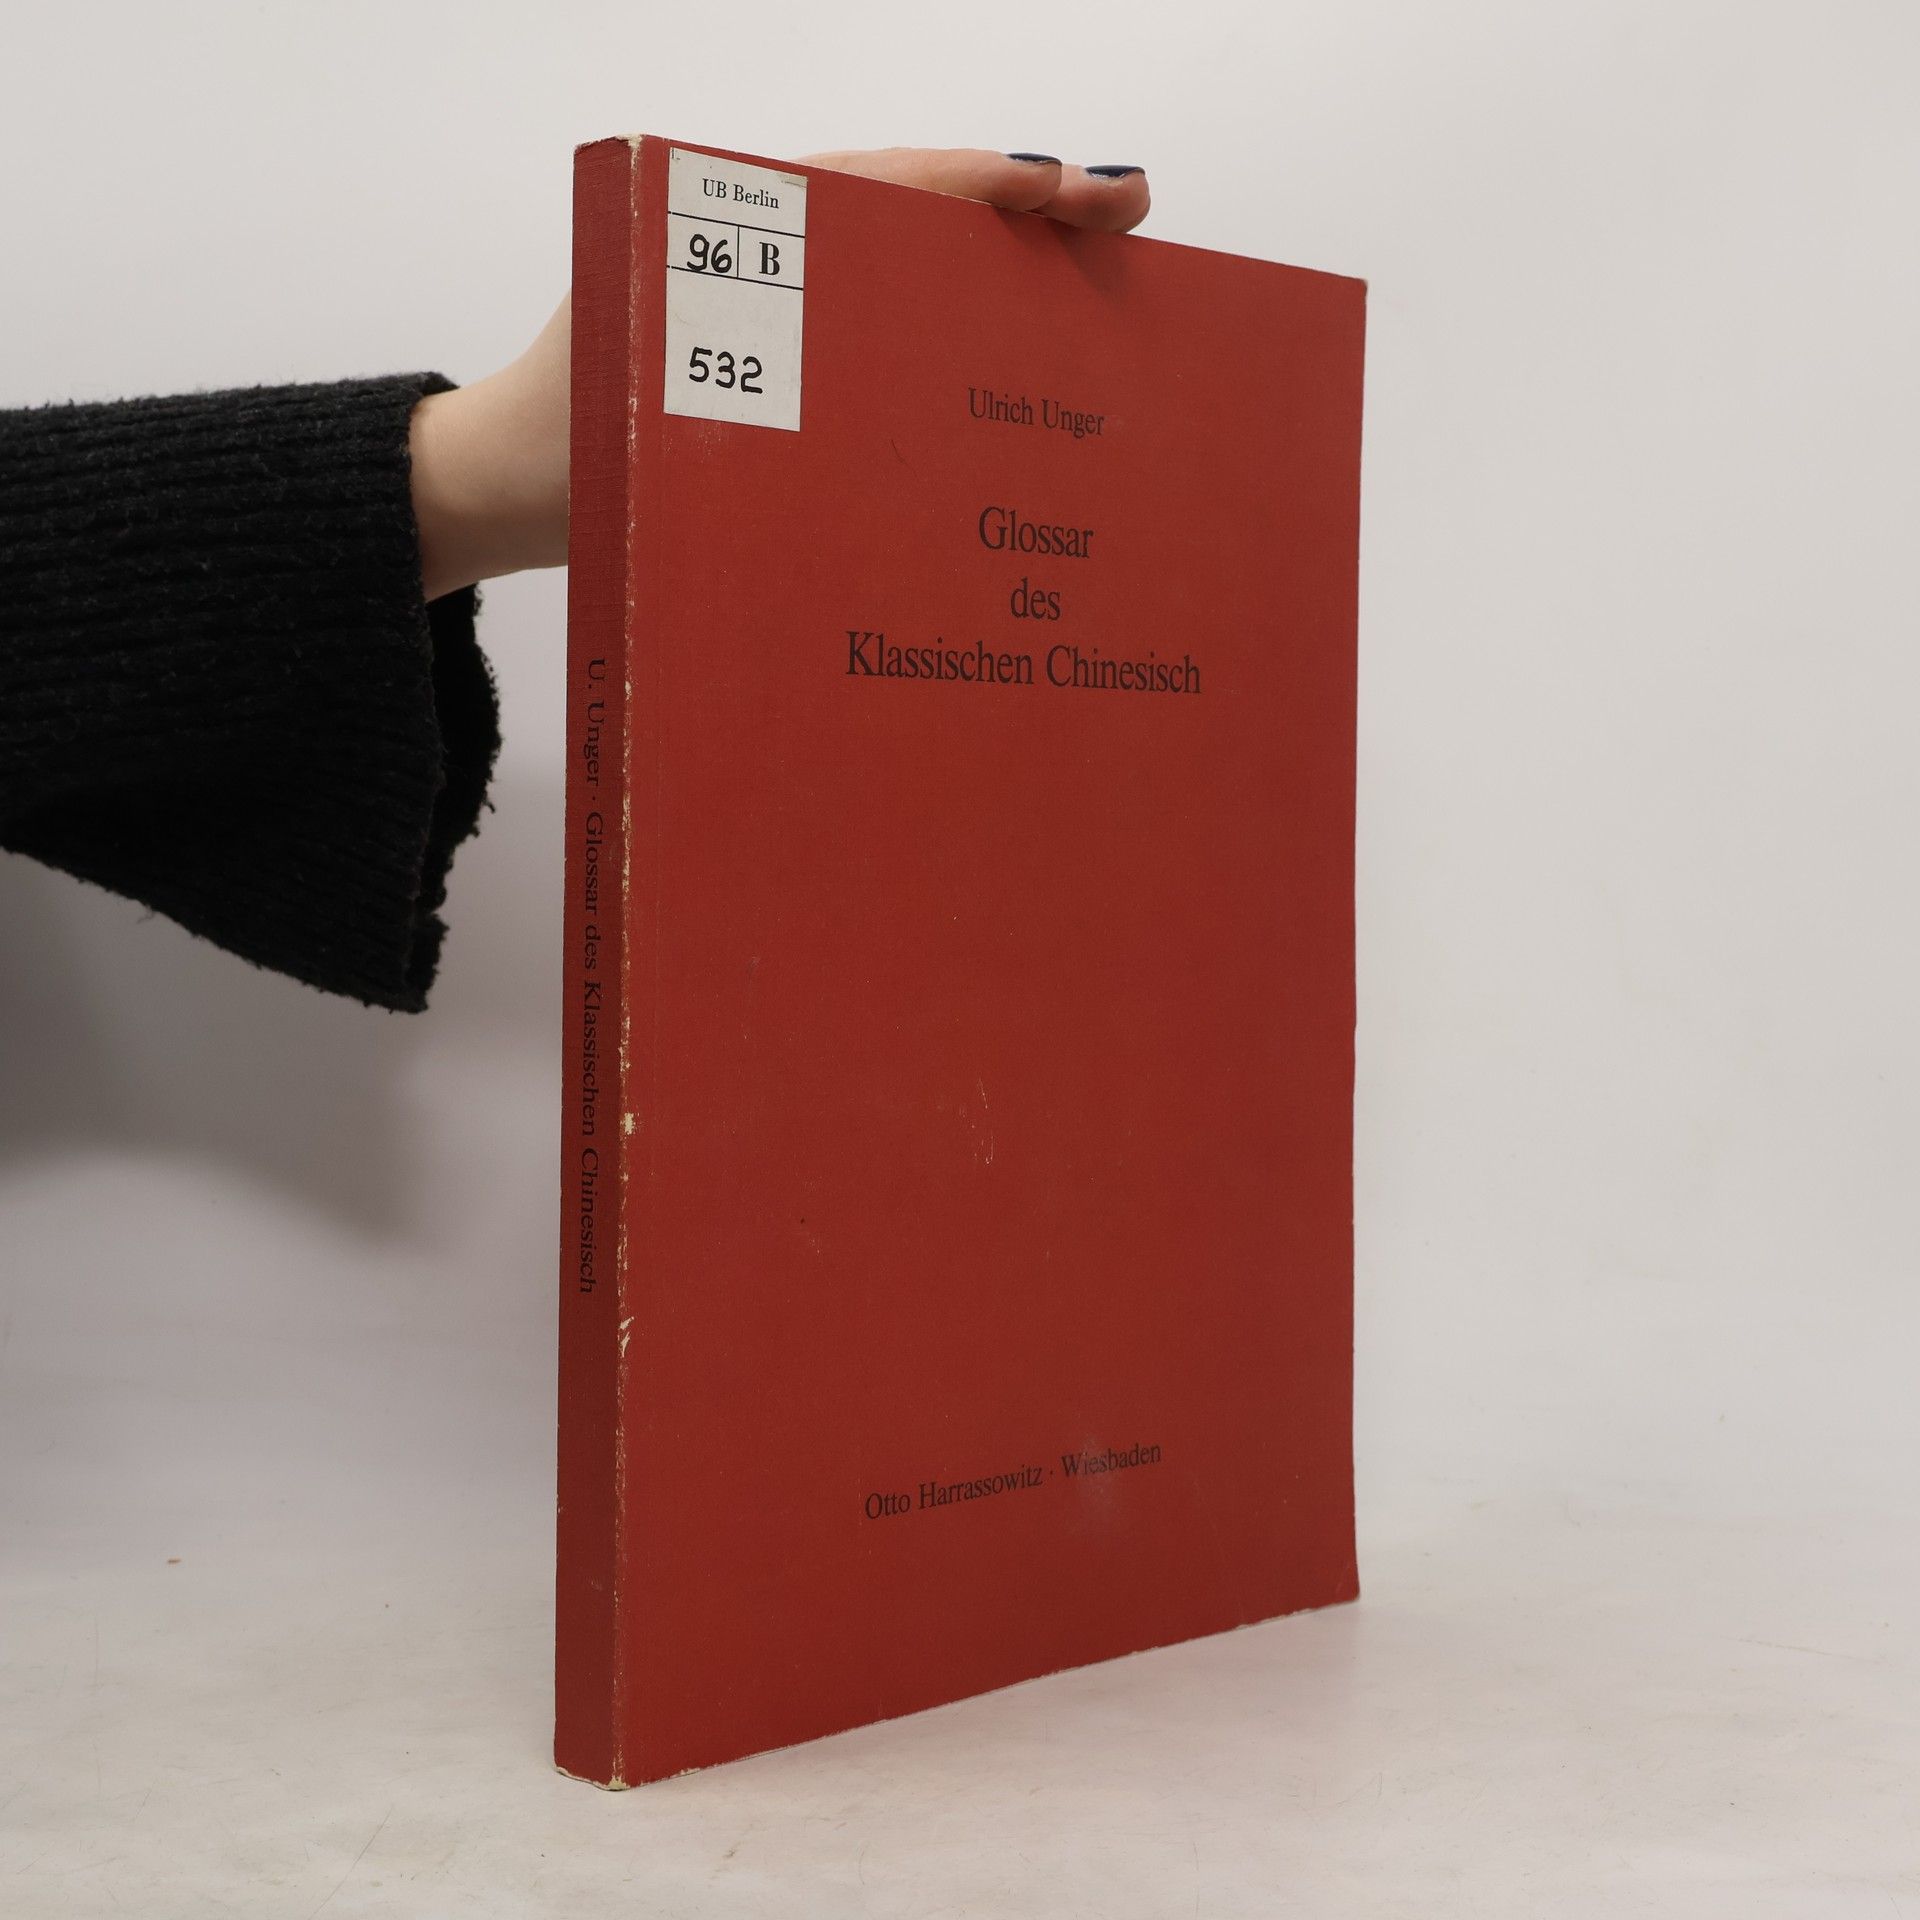 UB Berlin
96 B
532
Ulrich Unger
Glossar
des
Klassischen Chinesisch
Otto Harrassowitz · Wiesbaden
U. Unger · Glossar des Klassischen Chinesisch